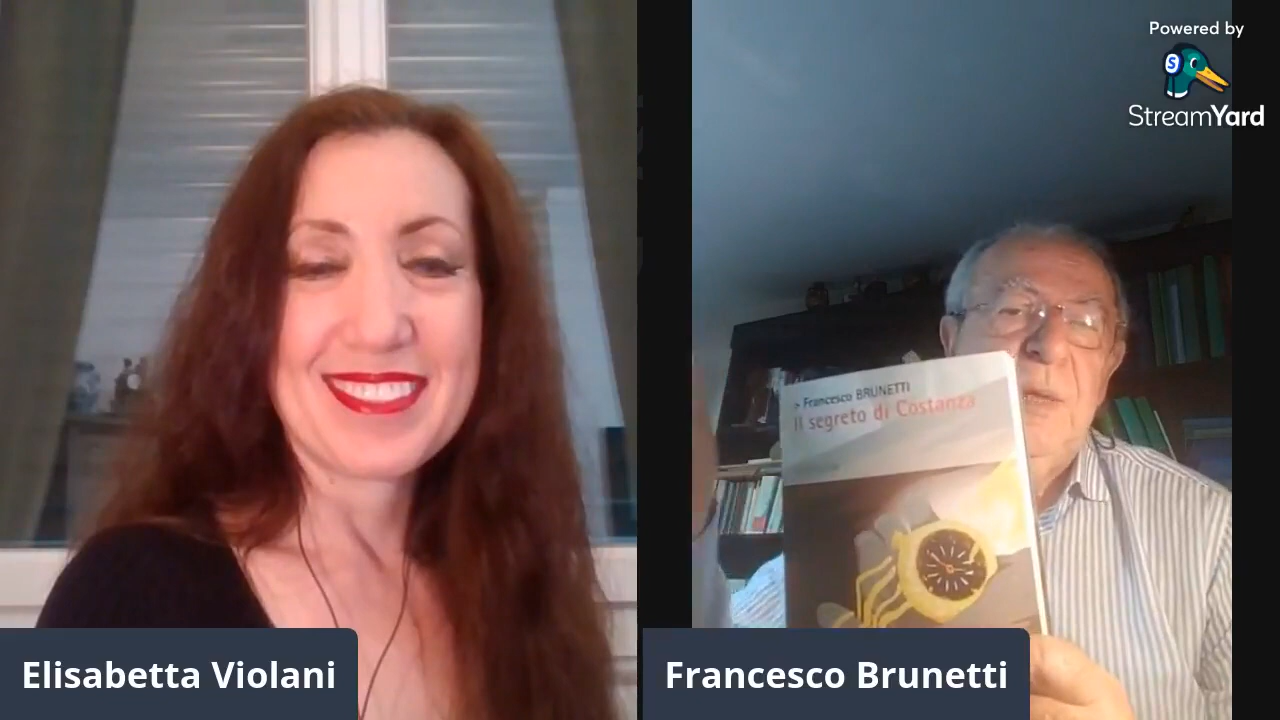 Powered by
StreamYard
> Francesco BRUNETTI
Il segreto di Costanza
Elisabetta Violani
Francesco Brunetti